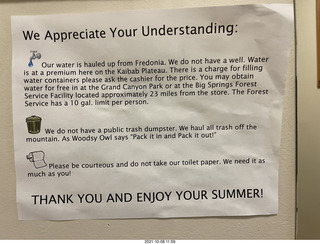 We Appreciate Your Understanding:
Our water is hauled up from Fredonia. We do not have a well. Water
is at a premium here on the Kaibab Plateau. There is a charge for filling
water containers please ask the cashier for the price. You may obtain
water for free in at the Grand Canyon Park or at the Big Springs Forest
Service Facility located approximately 23 miles from the store. The Forest
Service has a 10 gal. limit per person.
We do not have a public trash dumpster. We haul all trash off the
mountain. As Woodsy Owl says "Pack it in and Pack it out!"
Please be courteous and do not take our toilet paper. We need it as
much as you!
THANK YOU AND ENJOY YOUR SUMMER!
2021-10-08 11:59